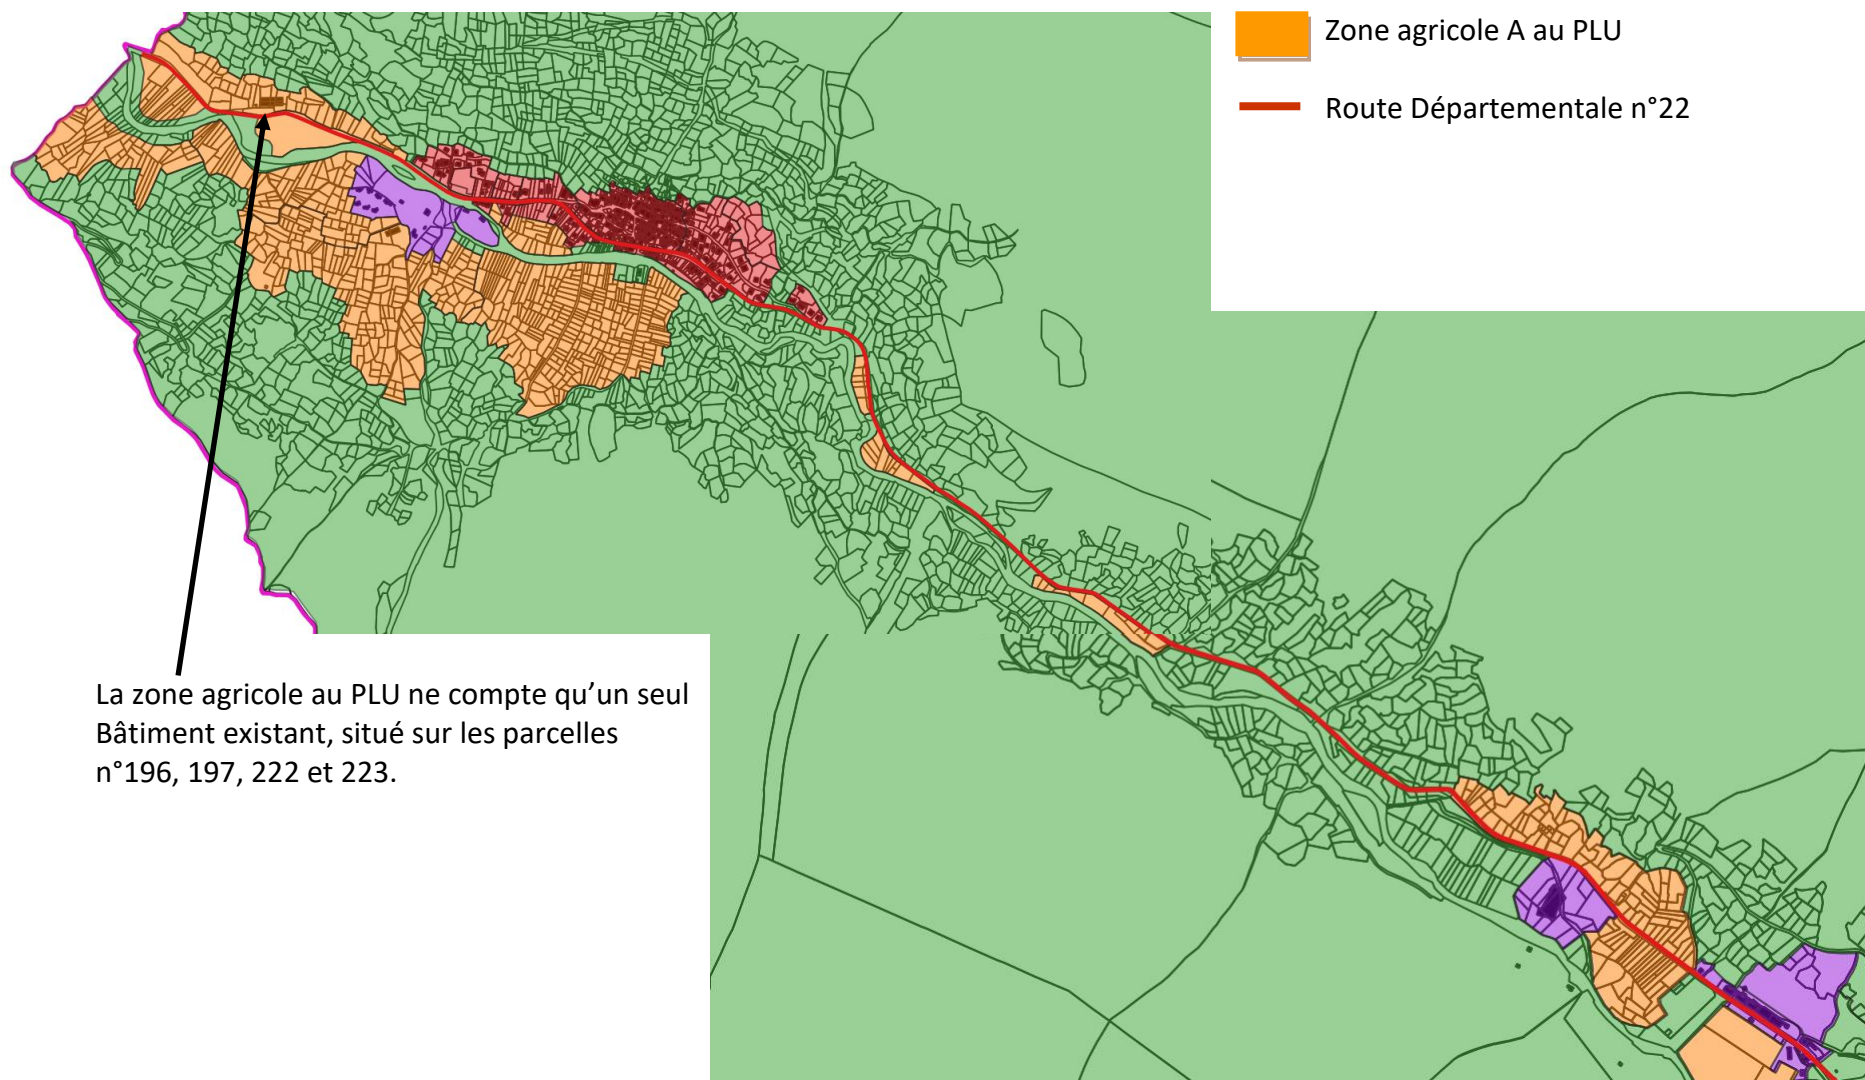 Zone agricole A au PLU
Route Départementale n°22
La zone agricole au PLU ne compte qu’un seul
Bâtiment existant, situé sur les parcelles
n°196, 197, 222 et 223.